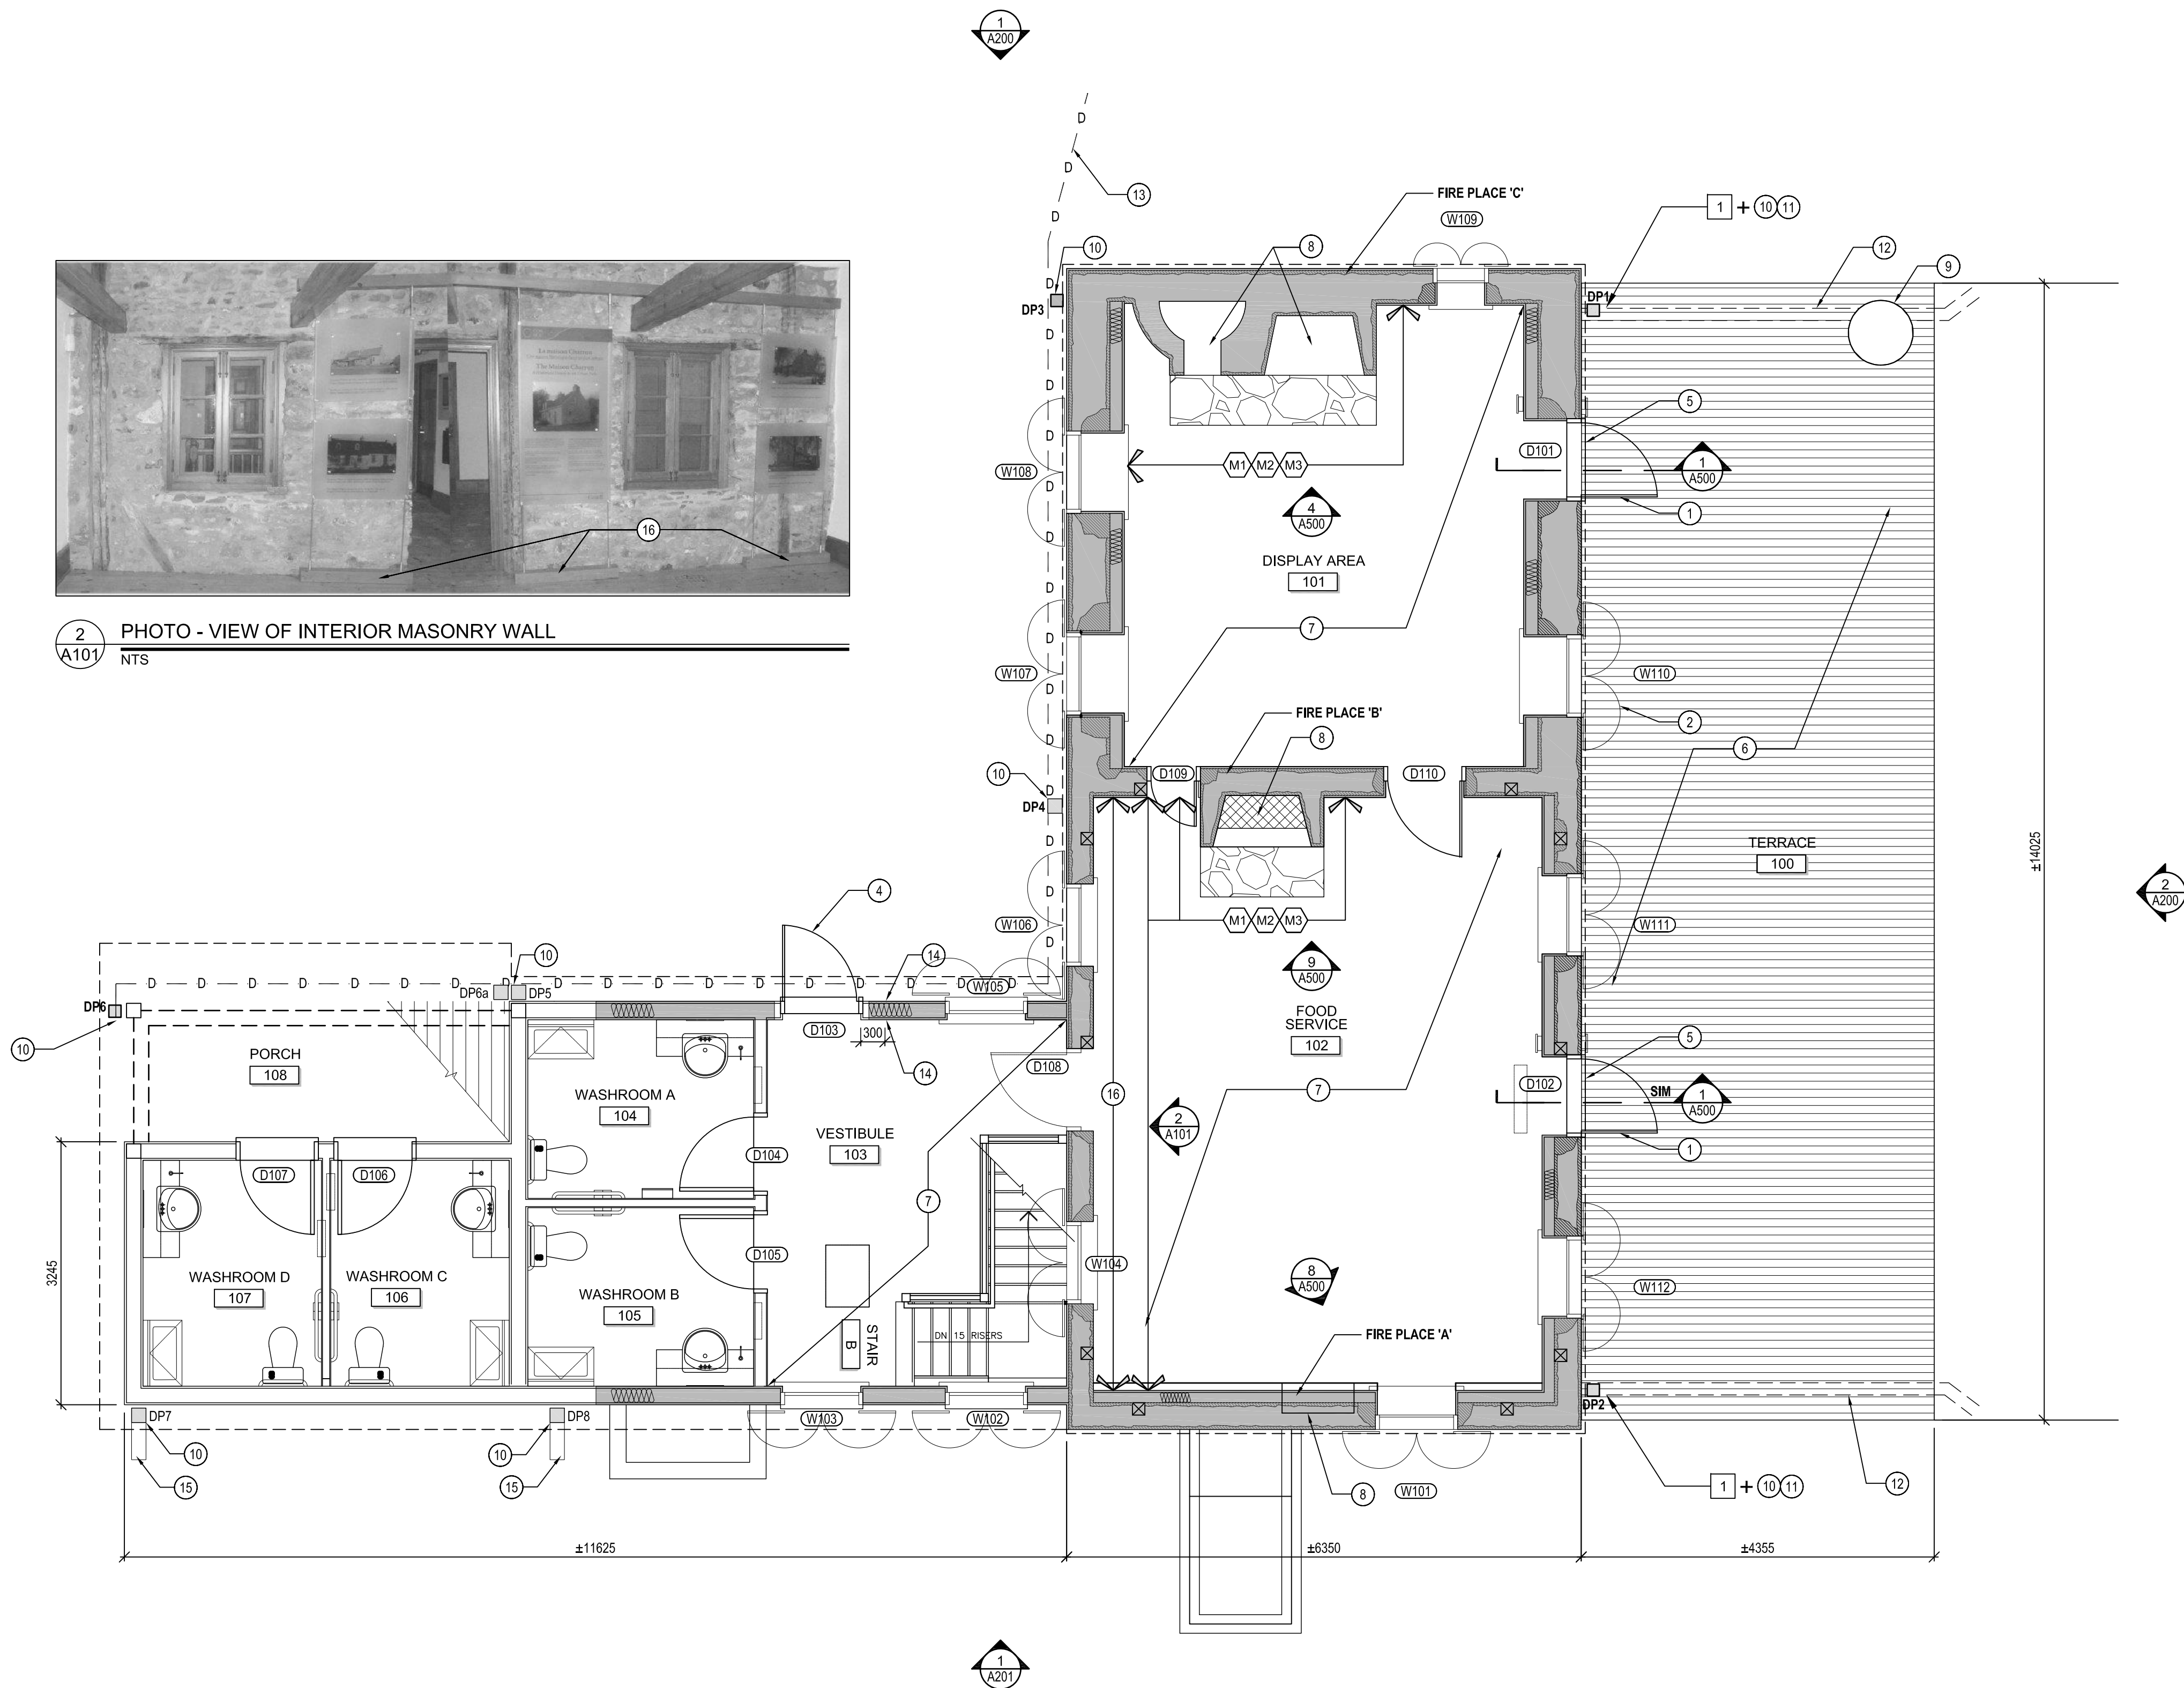 1
A200
D
D
13
D
FIRE PLACE 'C'
W109
1 + 10 11
10
8
12
9
D
DP3
DP1
D
D
D
5
D
W108
D101
M1 M2 M3
1
A500
D
D
4
A500
1
D
DISPLAY AREA
101
16
D
D
7
2
A101
PHOTO - VIEW OF INTERIOR MASONRY WALL
NTS
D
W107
W110
D
FIRE PLACE 'B'
2
8
D
6
10
D109
D110
D
DP4
D
TERRACE
100
±14025
4
D
2
A200
W106
M1 M2 M3
W111
D
10
14
9
A500
D D D D D D D D D D D D D D D D D D
W105
DP6a
DP5
DP6
10
D103
300
FOOD
SERVICE
102
5
PORCH
108
14
D108
D102
SIM
1
A500
WASHROOM A
104
16
7
VESTIBULE
103
2
A101
D104
1
D107
D106
7
3245
D105
W104
WASHROOM D
107
WASHROOM C
106
WASHROOM B
105
8
A500
W112
STAIR
B
DN 15 RISERS
FIRE PLACE 'A'
DP7
DP8
W103
W102
DP2
10
10
15
15
8
W101
1 + 10 11
12
±11625
±6350
±4355
1
A201
La maison Charron
The Maison Charron